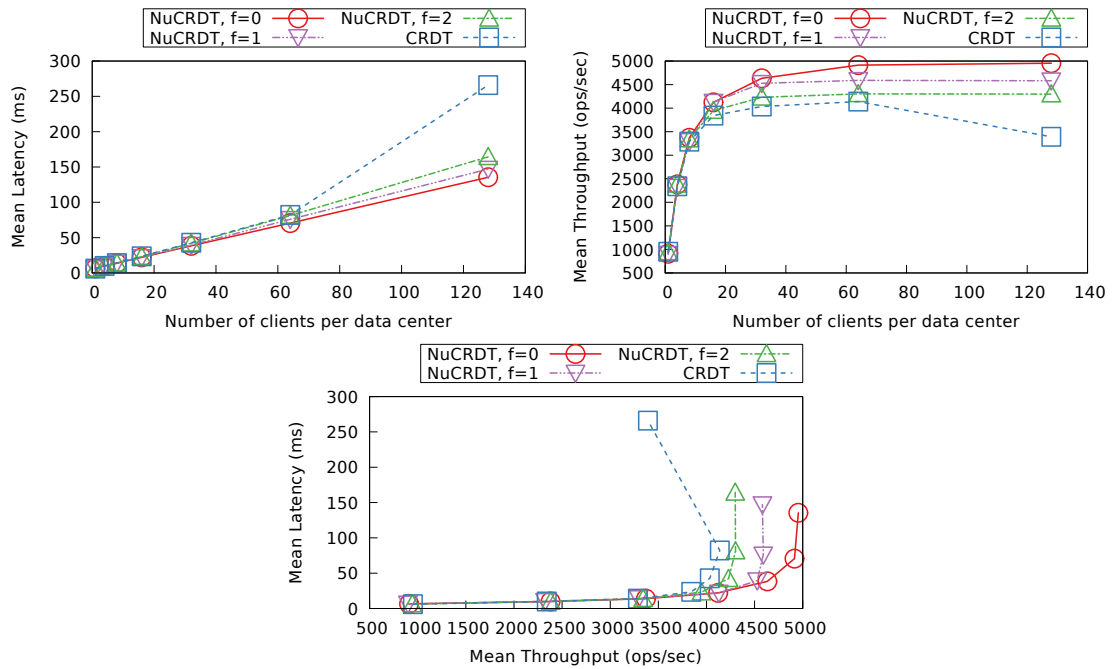 NuCRDT, f=0 NuCRDT, f=2
NuCRDT, f=1 CRDT
300
250
200
150
100
50
0
Mean Latency (ms)
0 20 40 60 80 100 120 140
Number of clients per data center
NuCRDT, f=0 NuCRDT, f=2
NuCRDT, f=1 CRDT
5000
4500
4000
3500
3000
2500
2000
1500
1000
500
Mean Throughput (ops/sec)
0 20 40 60 80 100 120 140
Number of clients per data center
NuCRDT, f=0 NuCRDT, f=2
NuCRDT, f=1 CRDT
300
250
200
150
100
50
0
Mean Latency (ms)
500 1000 1500 2000 2500 3000 3500 4000 4500 5000
Mean Throughput (ops/sec)